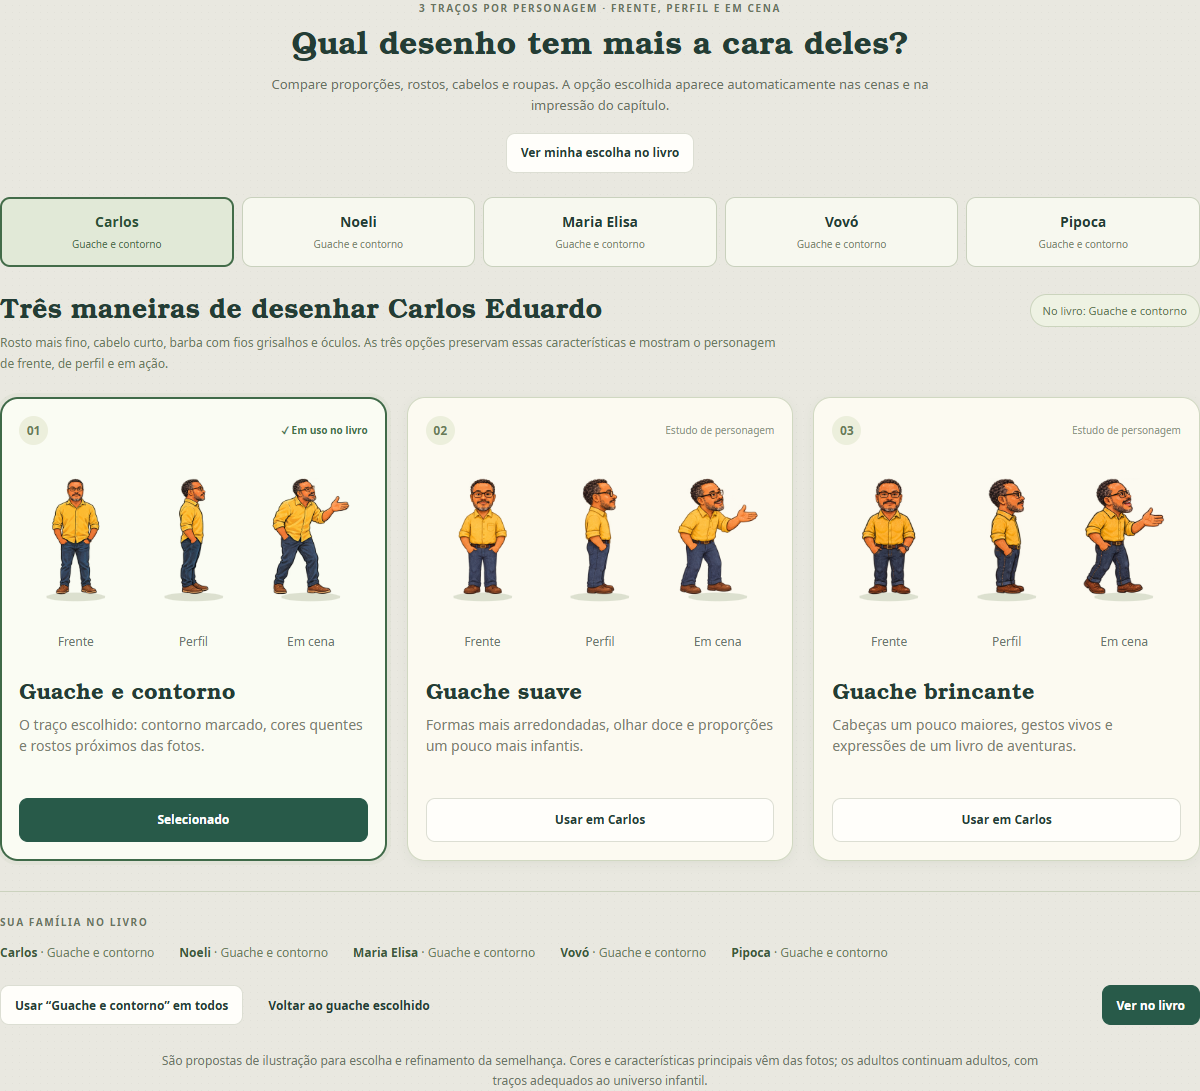 3 TRAÇOS POR PERSONAGEM · FRENTE, PERFIL E EM CENA
Qual desenho tem mais a cara deles?
Compare proporções, rostos, cabelos e roupas. A opção escolhida aparece automaticamente nas cenas e na
impressão do capítulo.
Ver minha escolha no livro
Carlos
Guache e contorno
Noeli
Guache e contorno
Maria Elisa
Guache e contorno
Vovó
Guache e contorno
Pipoca
Guache e contorno
Três maneiras de desenhar Carlos Eduardo
No livro: Guache e contorno
Rosto mais fino, cabelo curto, barba com fios grisalhos e óculos. As três opções preservam essas características e mostram o personagem
de frente, de perfil e em ação.
01
✓ Em uso no livro
Frente
Perfil
Em cena
Guache e contorno
O traço escolhido: contorno marcado, cores quentes
e rostos próximos das fotos.
Selecionado
02
Estudo de personagem
Frente
Perfil
Em cena
Guache suave
Formas mais arredondadas, olhar doce e proporções
um pouco mais infantis.
Usar em Carlos
03
Estudo de personagem
Frente
Perfil
Em cena
Guache brincante
Cabeças um pouco maiores, gestos vivos e
expressões de um livro de aventuras.
Usar em Carlos
SUA FAMÍLIA NO LIVRO
Carlos · Guache e contorno Noeli · Guache e contorno Maria Elisa · Guache e contorno Vovó · Guache e contorno Pipoca · Guache e contorno
Usar “Guache e contorno” em todos
Voltar ao guache escolhido
Ver no livro
São propostas de ilustração para escolha e refinamento da semelhança. Cores e características principais vêm das fotos; os adultos continuam adultos, com
traços adequados ao universo infantil.